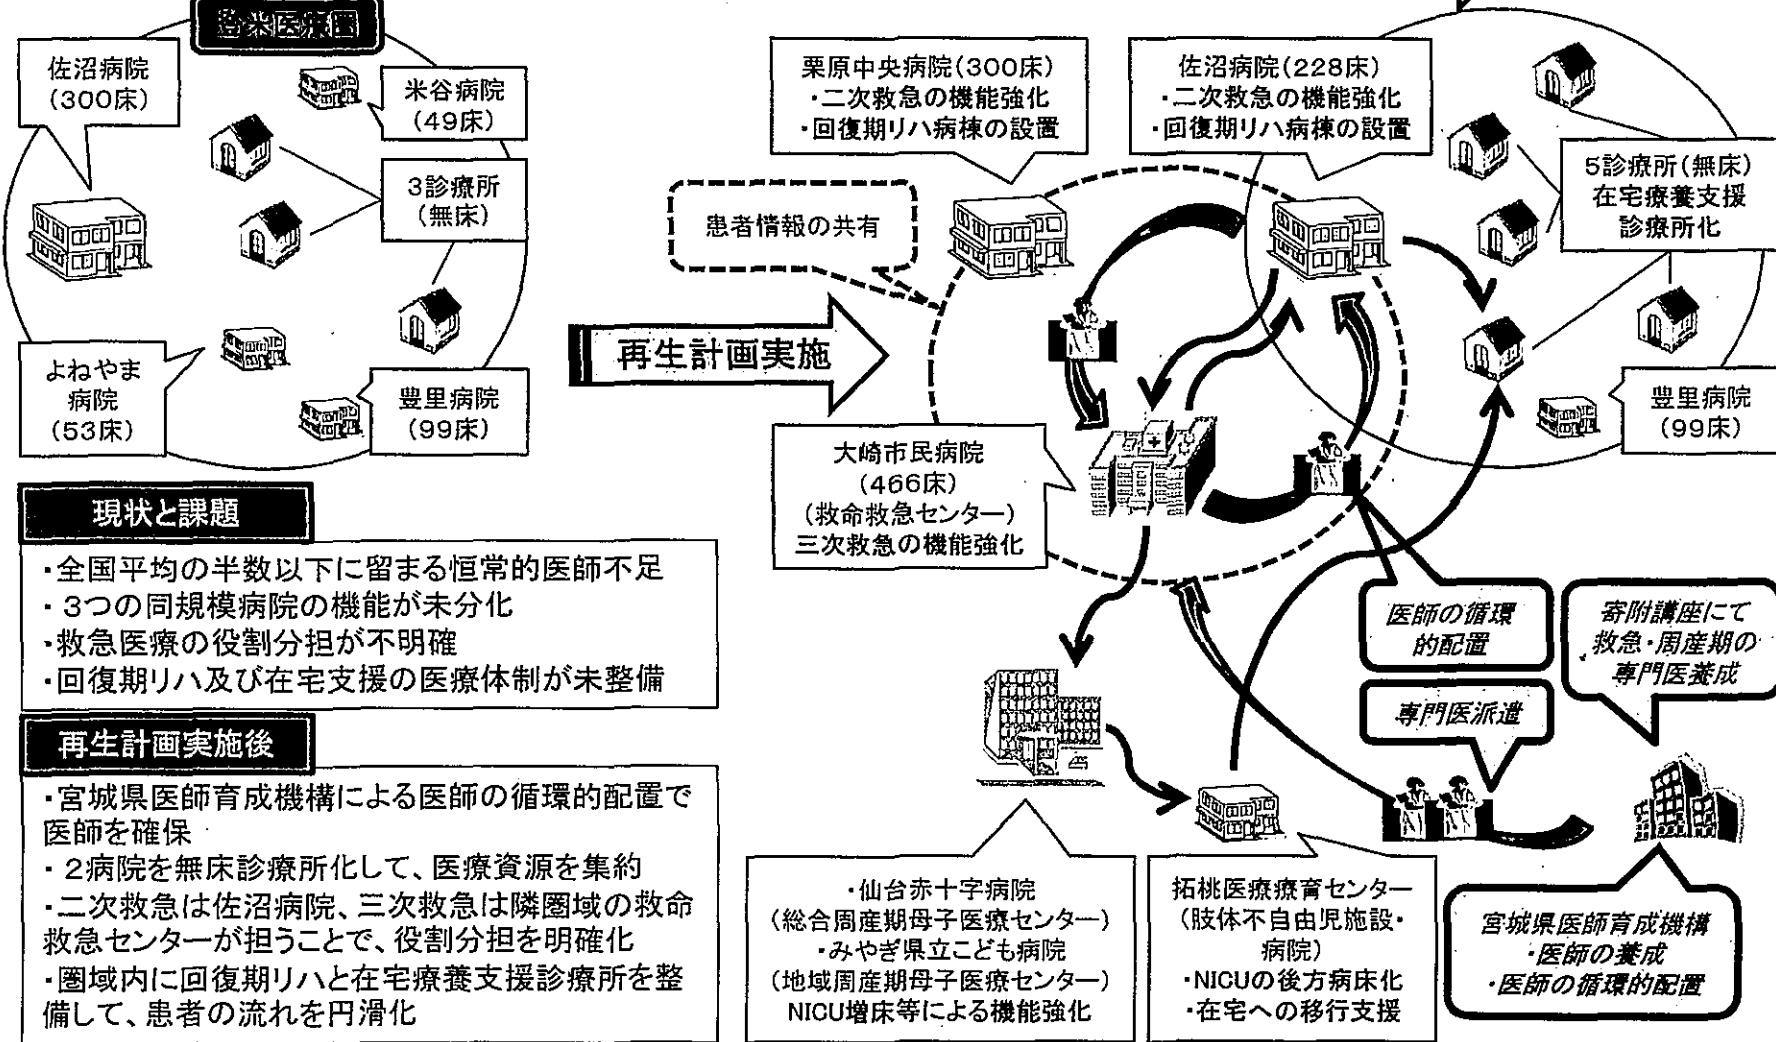 登米医療圏
佐沼病院
(300床)
米谷病院
(49床)
3診療所
(無床)
よねやま
病院
(53床)
豊里病院
(99床)
再生計画実施
栗原中央病院(300床)
・二次救急の機能強化
・回復期リハ病棟の設置
佐沼病院(228床)
・二次救急の機能強化
・回復期リハ病棟の設置
患者情報の共有
5診療所(無床)
在宅療養支援
診療所化
豊里病院
(99床)
大崎市民病院
(466床)
(救命救急センター)
三次救急の機能強化
医師の循環
的配置
寄附講座にて
救急・周産期の
専門医養成
専門医派遣
・仙台赤十字病院
(総合周産期母子医療センター)
・みやぎ県立こども病院
(地域周産期母子医療センター)
NICU増床等による機能強化
拓桃医療療育センター
(肢体不自由児施設・
病院)
・NICUの後方病床化
・在宅への移行支援
宮城県医師育成機構
・医師の養成
・医師の循環的配置
現状と課題
・全国平均の半数以下に留まる恒常的医師不足
・3つの同規模病院の機能が未分化
・救急医療の役割分担が不明確
・回復期リハ及び在宅支援の医療体制が未整備
再生計画実施後
・宮城県医師育成機構による医師の循環的配置で
医師を確保
・2病院を無床診療所化して、医療資源を集約
・二次救急は佐沼病院、三次救急は隣圏域の救命
救急センターが担うことで、役割分担を明確化
・圏域内に回復期リハと在宅療養支援診療所を整
備して、患者の流れを円滑化